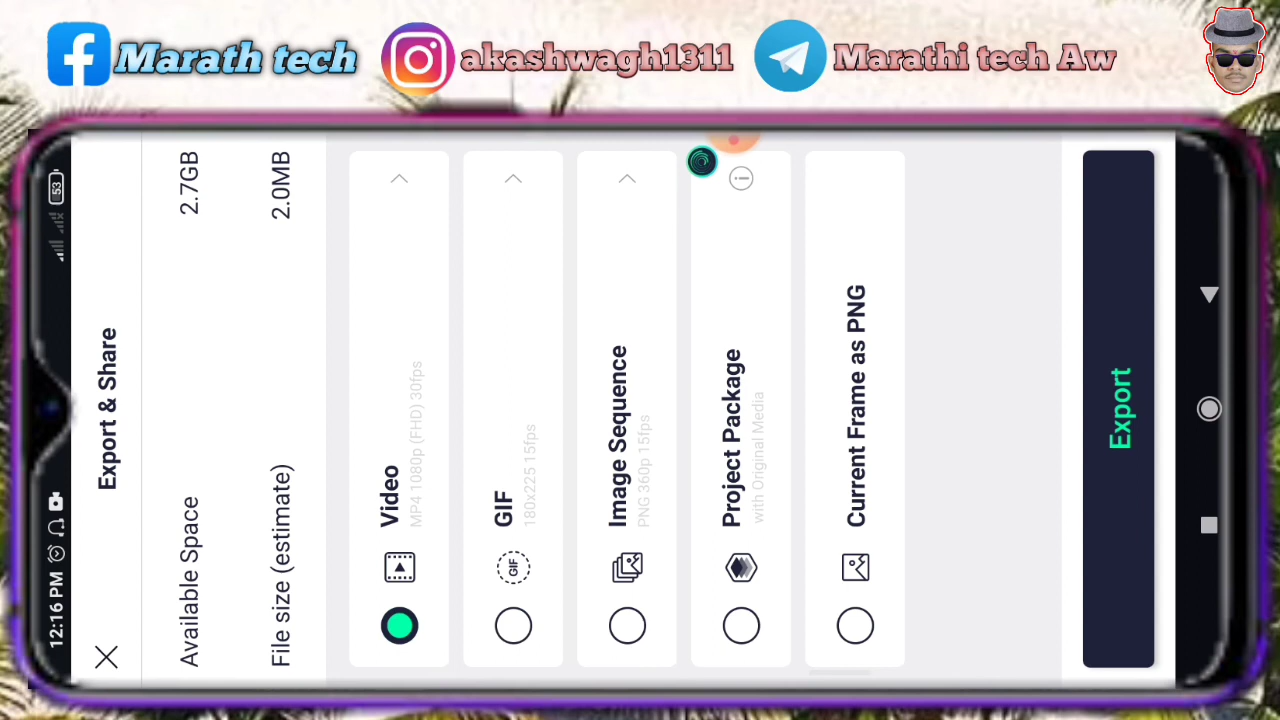 Marath tech
akashwagh1311
Marathi tech Aw
12:16 PM
53
Export & Share
Available Space
2.7GB
File size (estimate)
2.0MB
Video
MP4 1080p (FHD) 30fps
GIF
GIF
180x225 15fps
Image Sequence
PNG 360p 15fps
Project Package
with Original Media
Current Frame as PNG
Export